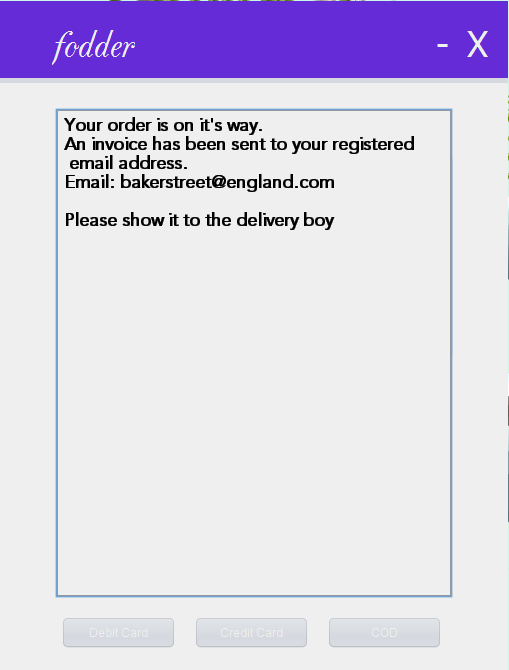 fodder
- X
Your order is on it's way.
An invoice has been sent to your registered
email address.
Email: bakerstreet@england.com
Please show it to the delivery boy
Debit Card
Credit Card
COD